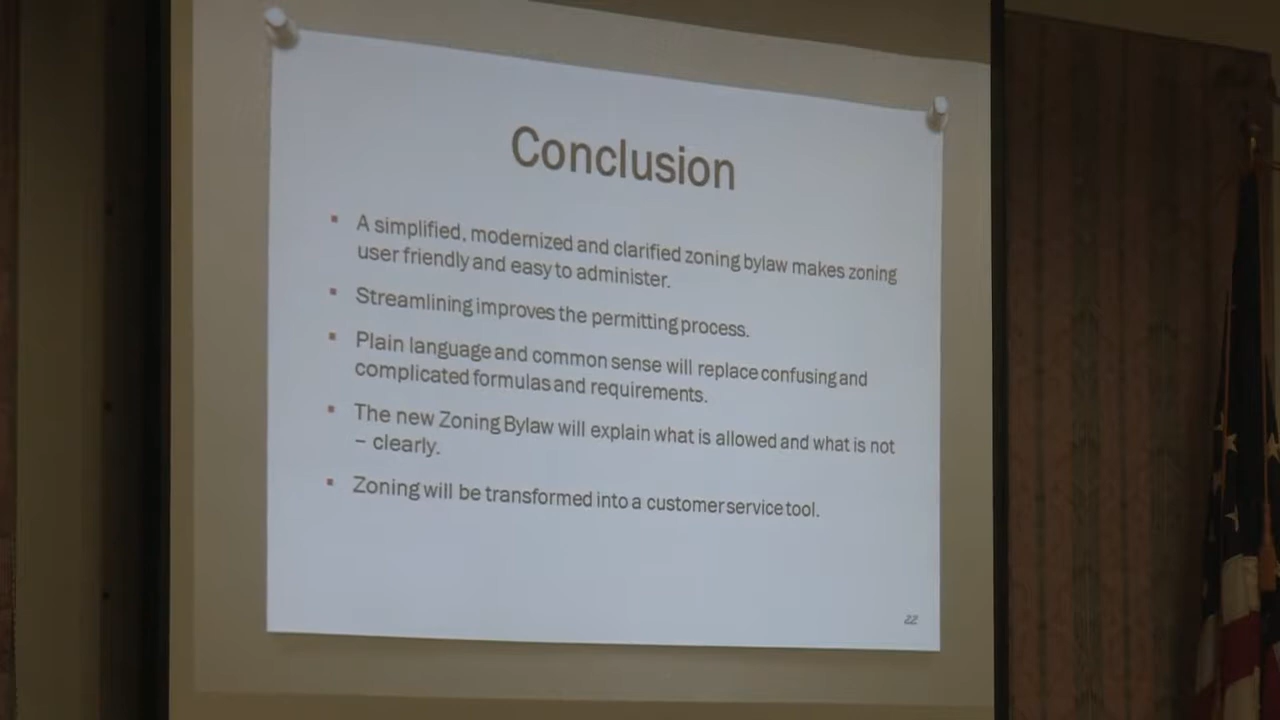 Conclusion
A simplified, modernized and clarified zoning bylaw makes zoning
user friendly and easy to administer.
Streamlining improves the permitting process.
Plain language and common sense will replace confusing and
complicated formulas and requirements.
The new Zoning Bylaw will explain what is allowed and what is not
– clearly.
Zoning will be transformed into a customer service tool.
22